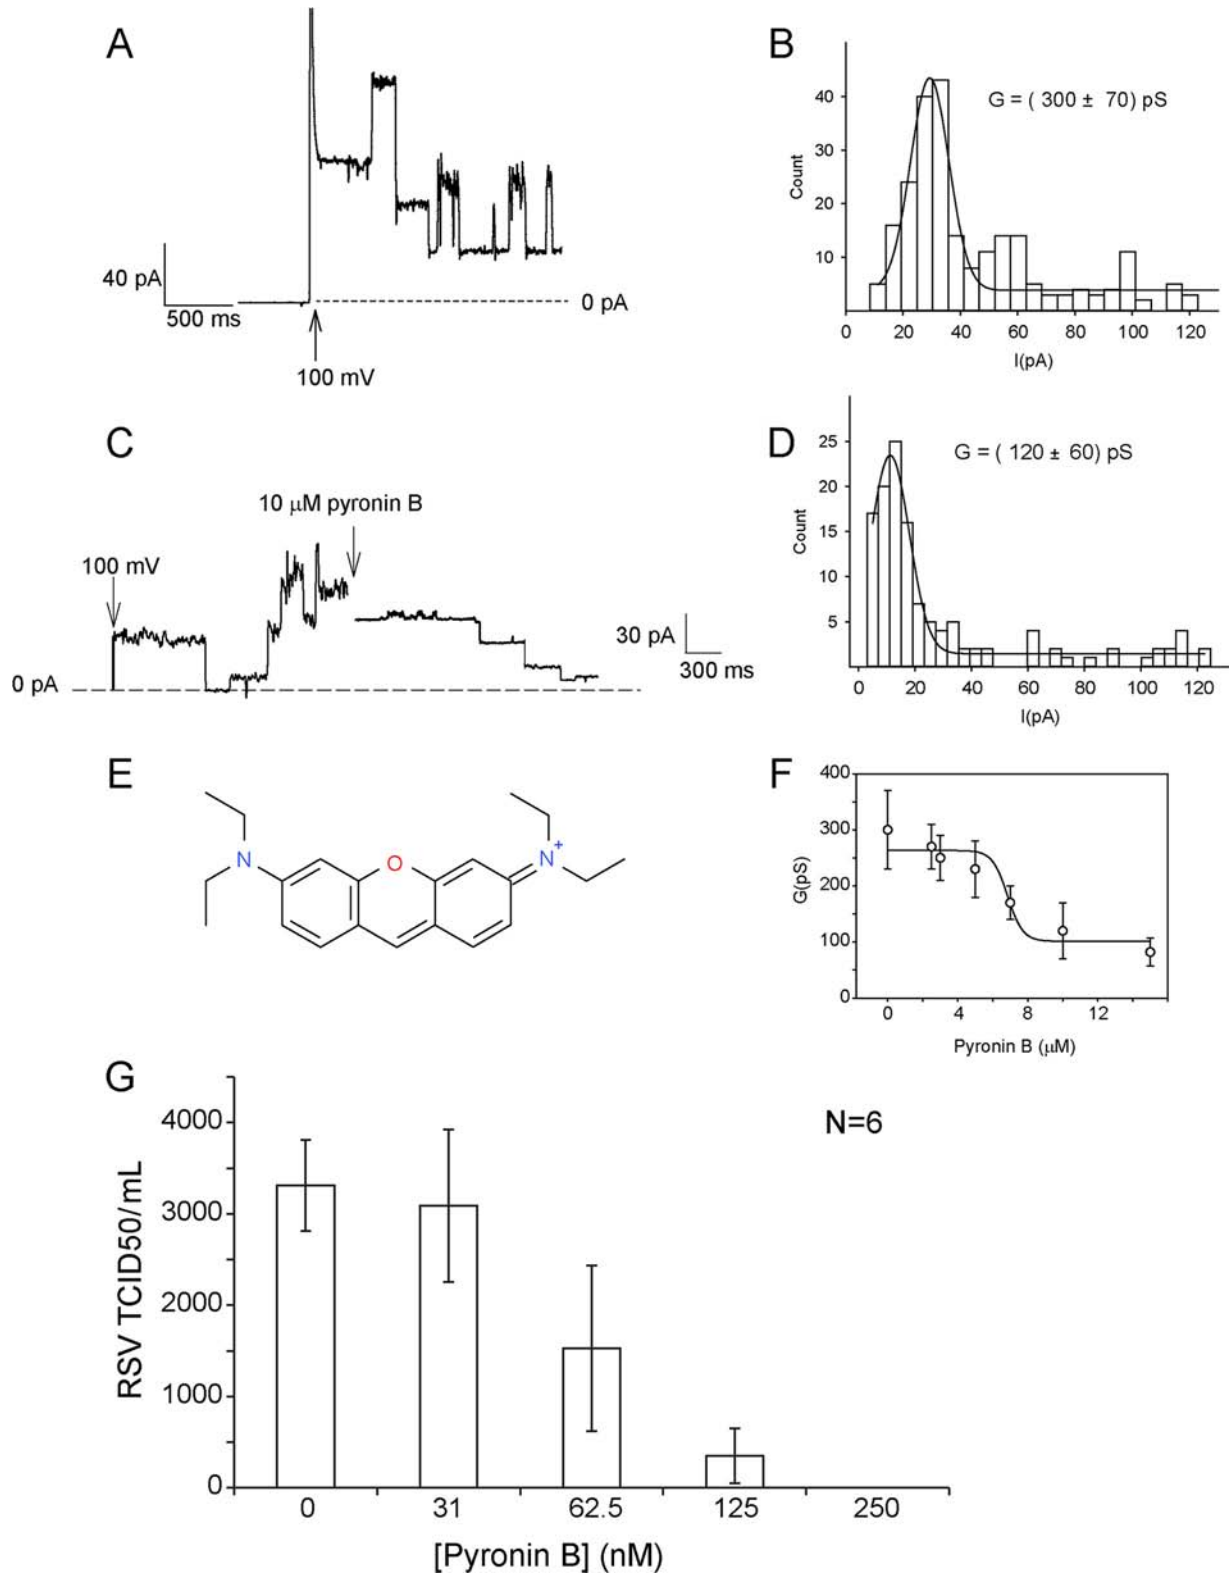 A
40 pA
500 ms
0 pA
100 mV
B
G = ( 300 ± 70) pS
Count
40
30
20
10
0 20 40 60 80 100 120
I(pA)
C
10 μM pyronin B
100 mV
0 pA
30 pA
300 ms
D
G = ( 120 ± 60) pS
Count
25
20
15
10
5
0 20 40 60 80 100 120
I(pA)
E
N
O
N+
F
G(pS)
400
300
200
100
0
0 4 8 12
Pyronin B (μM)
G
N=6
RSV TCID50/mL
4000
3000
2000
1000
0
0 31 62.5 125 250
[Pyronin B] (nM)